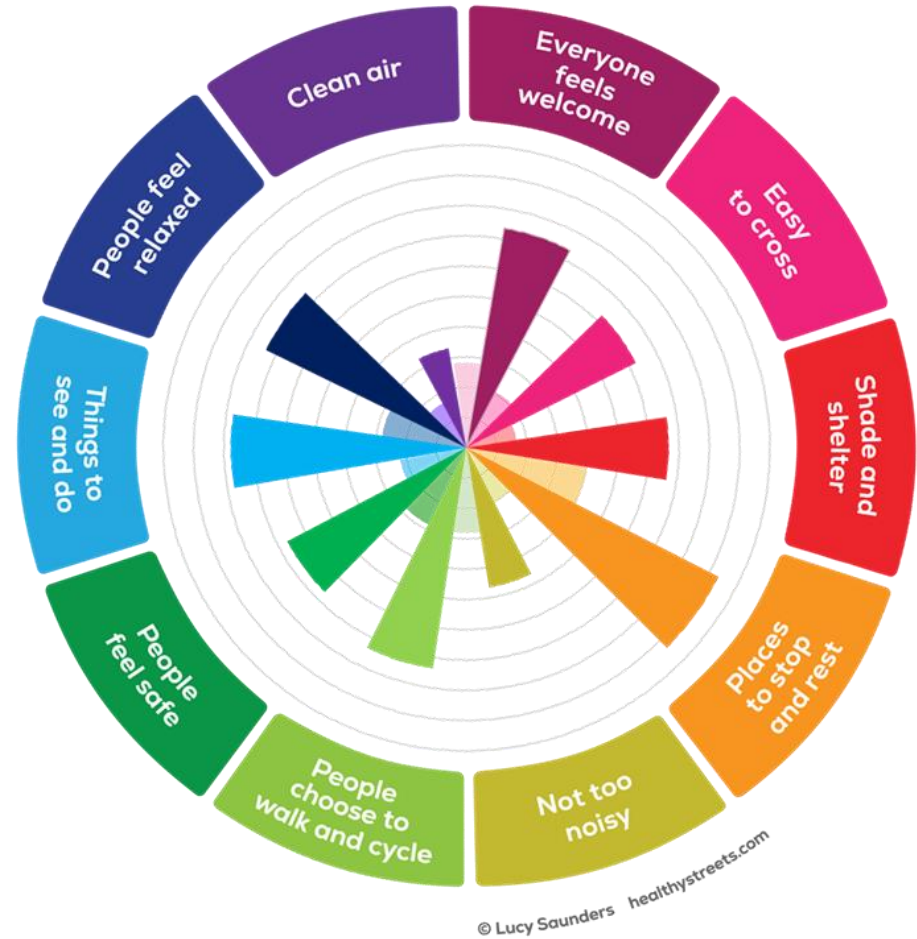 Everyone
feels
welcome
Easy
to cross
Shade and
shelter
Places
to stop
and rest
Not too
noisy
People
choose to
walk and cycle
People
feel safe
Things to
see and do
People feel
relaxed
Clean air
© Lucy Saunders healthystreets.com